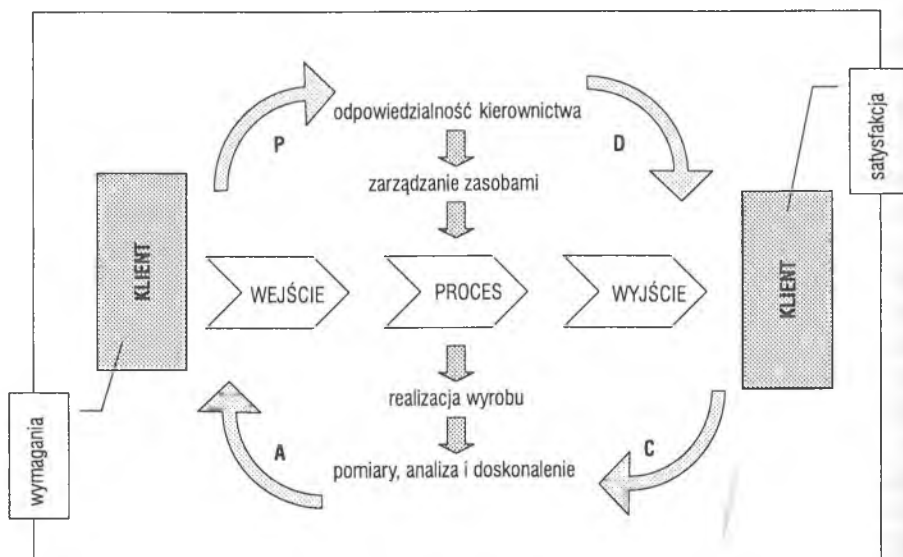 odpowiedzialność kierownictwa
P
D
satysfakcja
zarządzanie zasobami
KLIENT
WEJŚCIE
PROCES
WYJŚCIE
KLIENT
realizacja wyrobu
wymagania
A
pomiary, analiza i doskonalenie
C